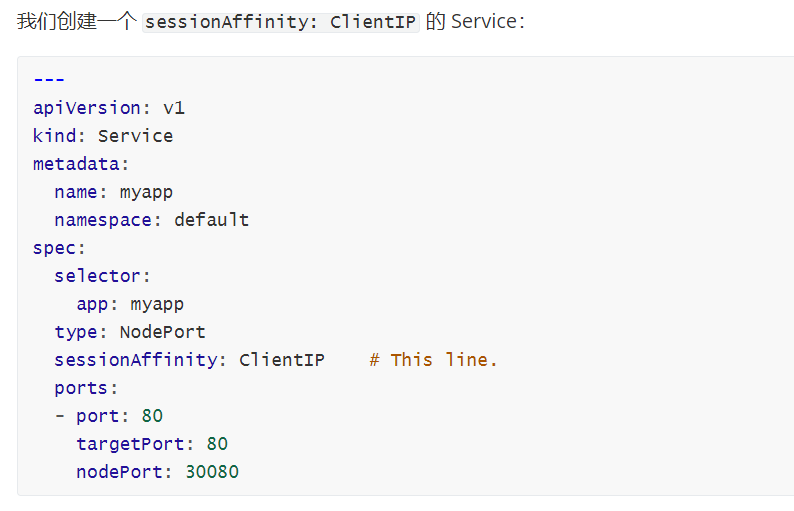 我们创建一个 sessionAffinity: ClientIP 的 Service：
---
apiVersion: v1
kind: Service
metadata:
  name: myapp
  namespace: default
spec:
  selector:
    app: myapp
  type: NodePort
  sessionAffinity: ClientIP    # This line.
  ports:
  - port: 80
    targetPort: 80
    nodePort: 30080